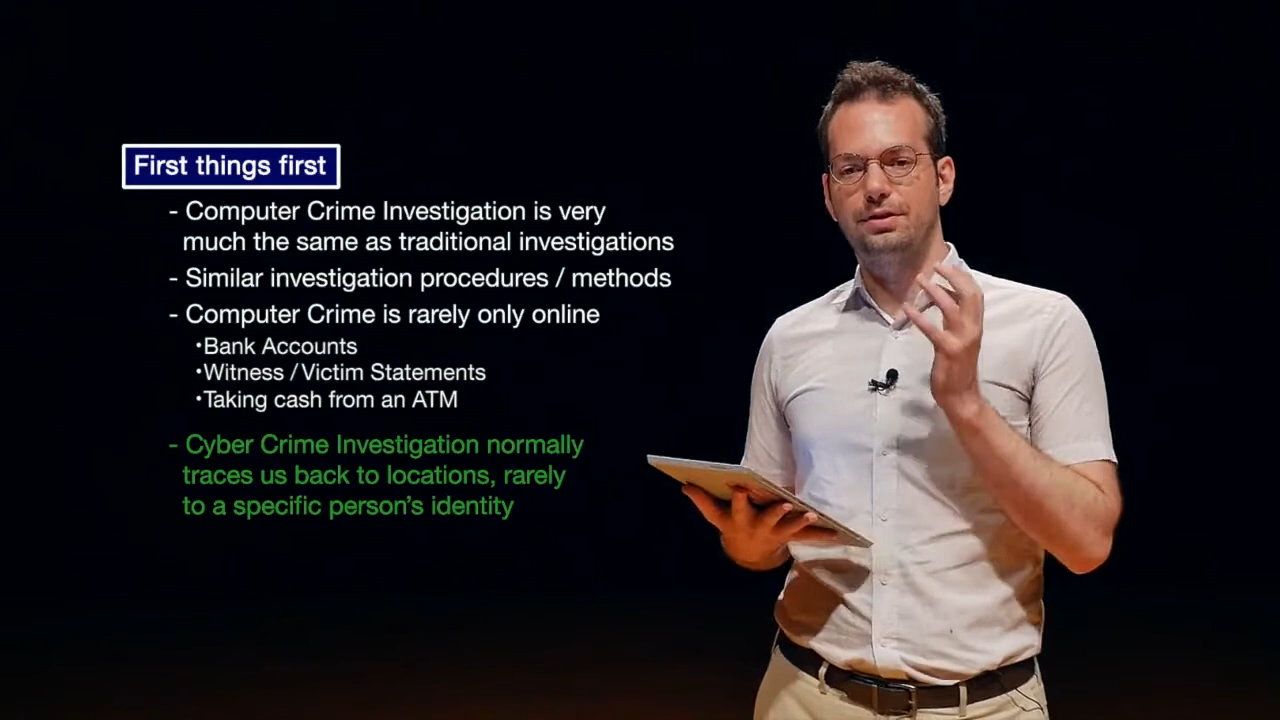 First things first
- Computer Crime Investigation is very
much the same as traditional investigations
- Similar investigation procedures / methods
- Computer Crime is rarely only online
•Bank Accounts
•Witness / Victim Statements
•Taking cash from an ATM
- Cyber Crime Investigation normally
traces us back to locations, rarely
to a specific person’s identity